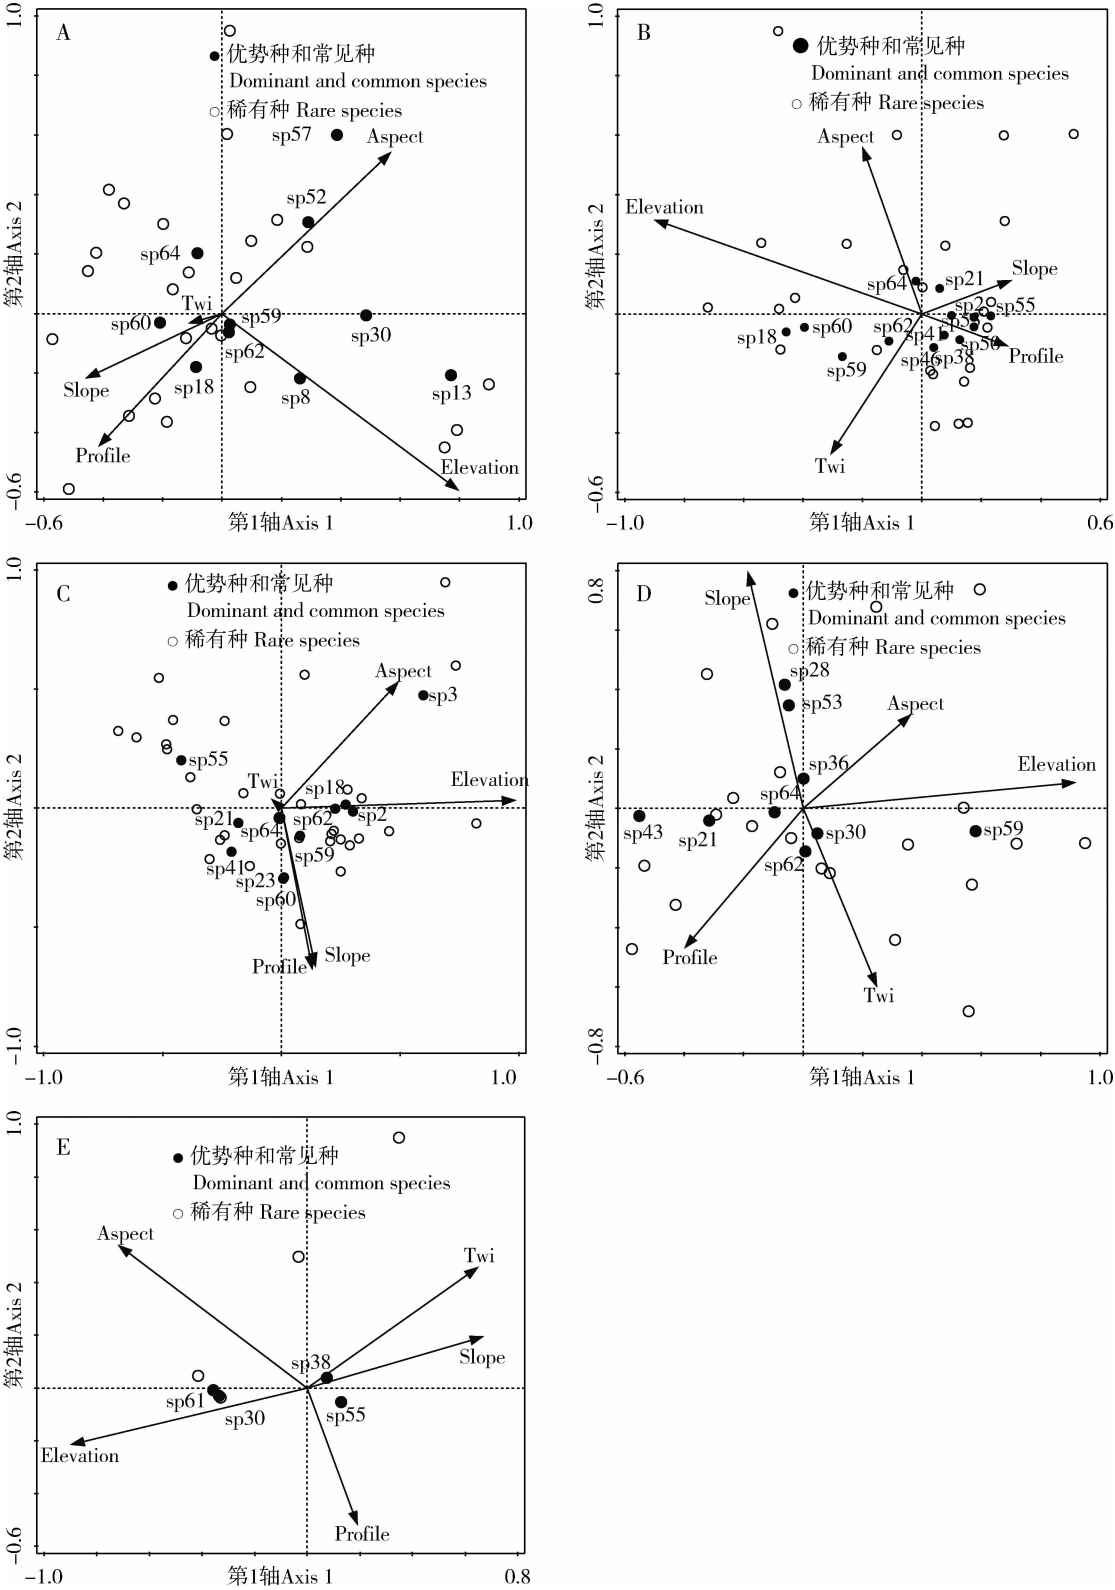 A
优势种和常见种
Dominant and common species
稀有种 Rare species
sp57
Aspect
sp52
sp64
Twi
sp60
sp59
sp30
sp62
sp18
Slope
sp8
sp13
Profile
Elevation
第2轴Axis 2
1.0
-0.6
-0.6
第1轴Axis 1
1.0
B
优势种和常见种
Dominant and common species
稀有种 Rare species
Aspect
Elevation
Slope
sp64
sp21
sp2
sp55
sp18
sp60
sp62
sp41
sp46
sp38
Profile
sp59
Twi
第2轴Axis 2
1.0
-0.6
-1.0
第1轴Axis 1
0.6
C
优势种和常见种
Dominant and common species
稀有种 Rare species
Aspect
sp3
sp55
Twi
sp18
Elevation
sp21
sp64
sp62
sp2
sp41
sp59
sp23
sp60
Profile
Slope
第2轴Axis 2
1.0
-1.0
-1.0
第1轴Axis 1
1.0
D
Slope
优势种和常见种
Dominant and common species
稀有种 Rare species
sp28
sp53
Aspect
sp36
Elevation
sp64
sp43
sp21
sp30
sp59
sp62
Profile
Twi
第2轴Axis 2
0.8
-0.8
-0.6
第1轴Axis 1
1.0
E
优势种和常见种
Dominant and common species
稀有种 Rare species
Aspect
Twi
sp38
Slope
sp61
sp30
sp55
Elevation
Profile
第2轴Axis 2
1.0
-0.6
-1.0
第1轴Axis 1
0.8